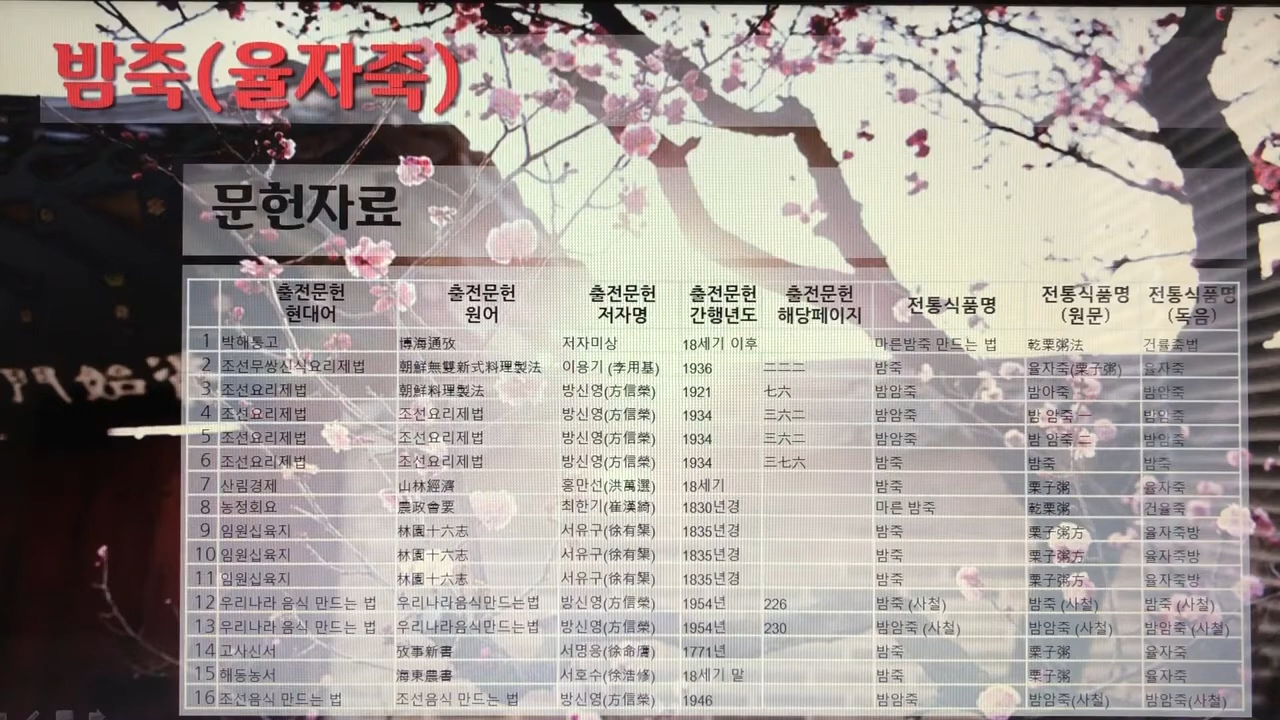 밤죽(율자죽)
문헌자료
출전문헌 현대어 출전문헌 원어 출전문헌 저자명 출전문헌 간행년도 출전문헌 해당페이지 전통식품명 전통식품명 (원문) 전통식품명 (독음)
1 박해통고 博海通攷 저자미상 18세기 이후 마른밤죽 만드는 법 乾栗粥法 건률죽법
2 조선무쌍신식요리제법 朝鮮無雙新式料理製法 이용기 (李用基) 1936 二二二 밤죽 율자죽(栗子粥) 율자죽
3 조선요리제법 朝鮮料理製法 방신영(方信榮) 1921 七六 밤암죽 밤아죽 밤암죽
4 조선요리제법 조선요리제법 방신영(方信榮) 1934 三六二 밤암죽 밤 암죽 一 밤암죽
5 조선요리제법 조선요리제법 방신영(方信榮) 1934 三六二 밤암죽 밤 암죽 二 밤암죽
6 조선요리제법 조선요리제법 방신영(方信榮) 1934 三七六 밤죽 밤죽 밤죽
7 산림경제 山林經濟 홍만선(洪萬選) 18세기 밤죽 栗子粥 율자죽
8 농정회요 農政會要 최한기(崔漢綺) 1830년경 마른 밤죽 乾栗粥 건율죽
9 임원십육지 林園十六志 서유구(徐有榘) 1835년경 밤죽 栗子粥方 율자죽방
10 임원십육지 林園十六志 서유구(徐有榘) 1835년경 밤죽 栗子粥方 율자죽방
11 임원십육지 林園十六志 서유구(徐有榘) 1835년경 밤죽 栗子粥方 율자죽방
12 우리나라 음식 만드는 법 우리나라음식만드는법 방신영(方信榮) 1954년 226 밤죽 (사철) 밤죽 (사철) 밤죽 (사철)
13 우리나라 음식 만드는 법 우리나라음식만드는법 방신영(方信榮) 1954년 230 밤암죽 (사철) 밤암죽 (사철) 밤암죽 (사철)
14 고사신서 攷事新書 서명응(徐命膺) 1771년 밤죽 栗子粥 율자죽
15 해동농서 海東農書 서호수(徐浩修) 18세기 말 밤죽 栗子粥 율자죽
16 조선음식 만드는 법 조선음식 만드는 법 방신영(方信榮) 1946 밤암죽 밤암죽(사철) 밤암죽(사철)